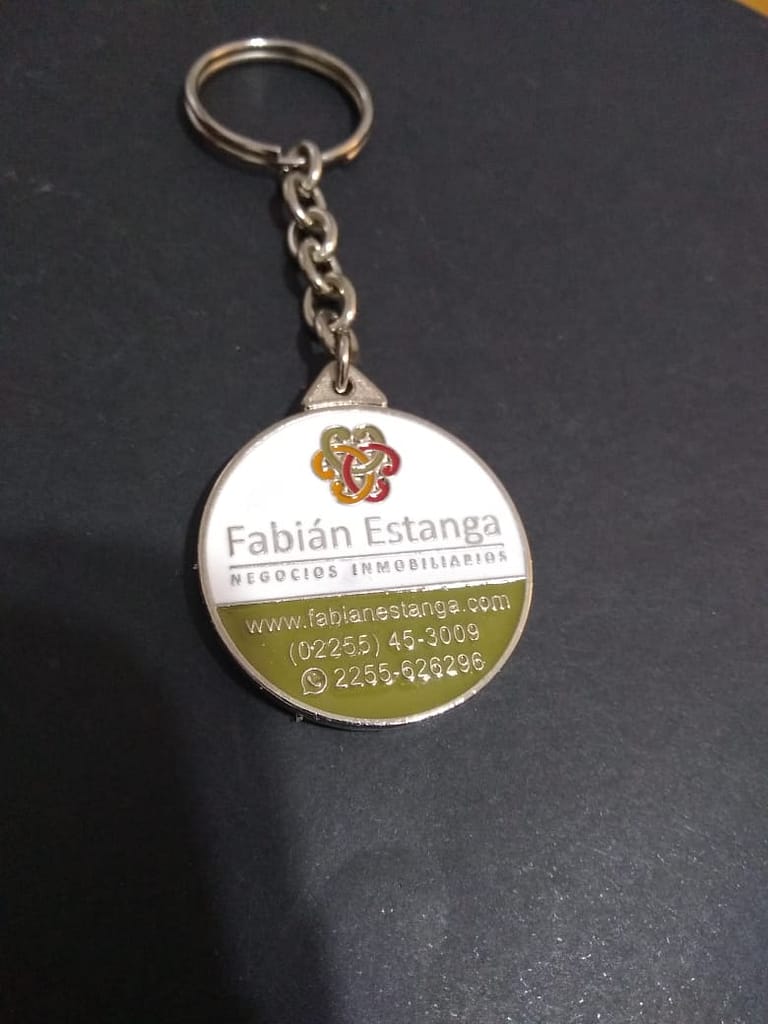 Fabián Estanga
NEGOCIOS INMOBILIARIOS
www.fabianestanga.com
(02255) 45-3009
2255-626296